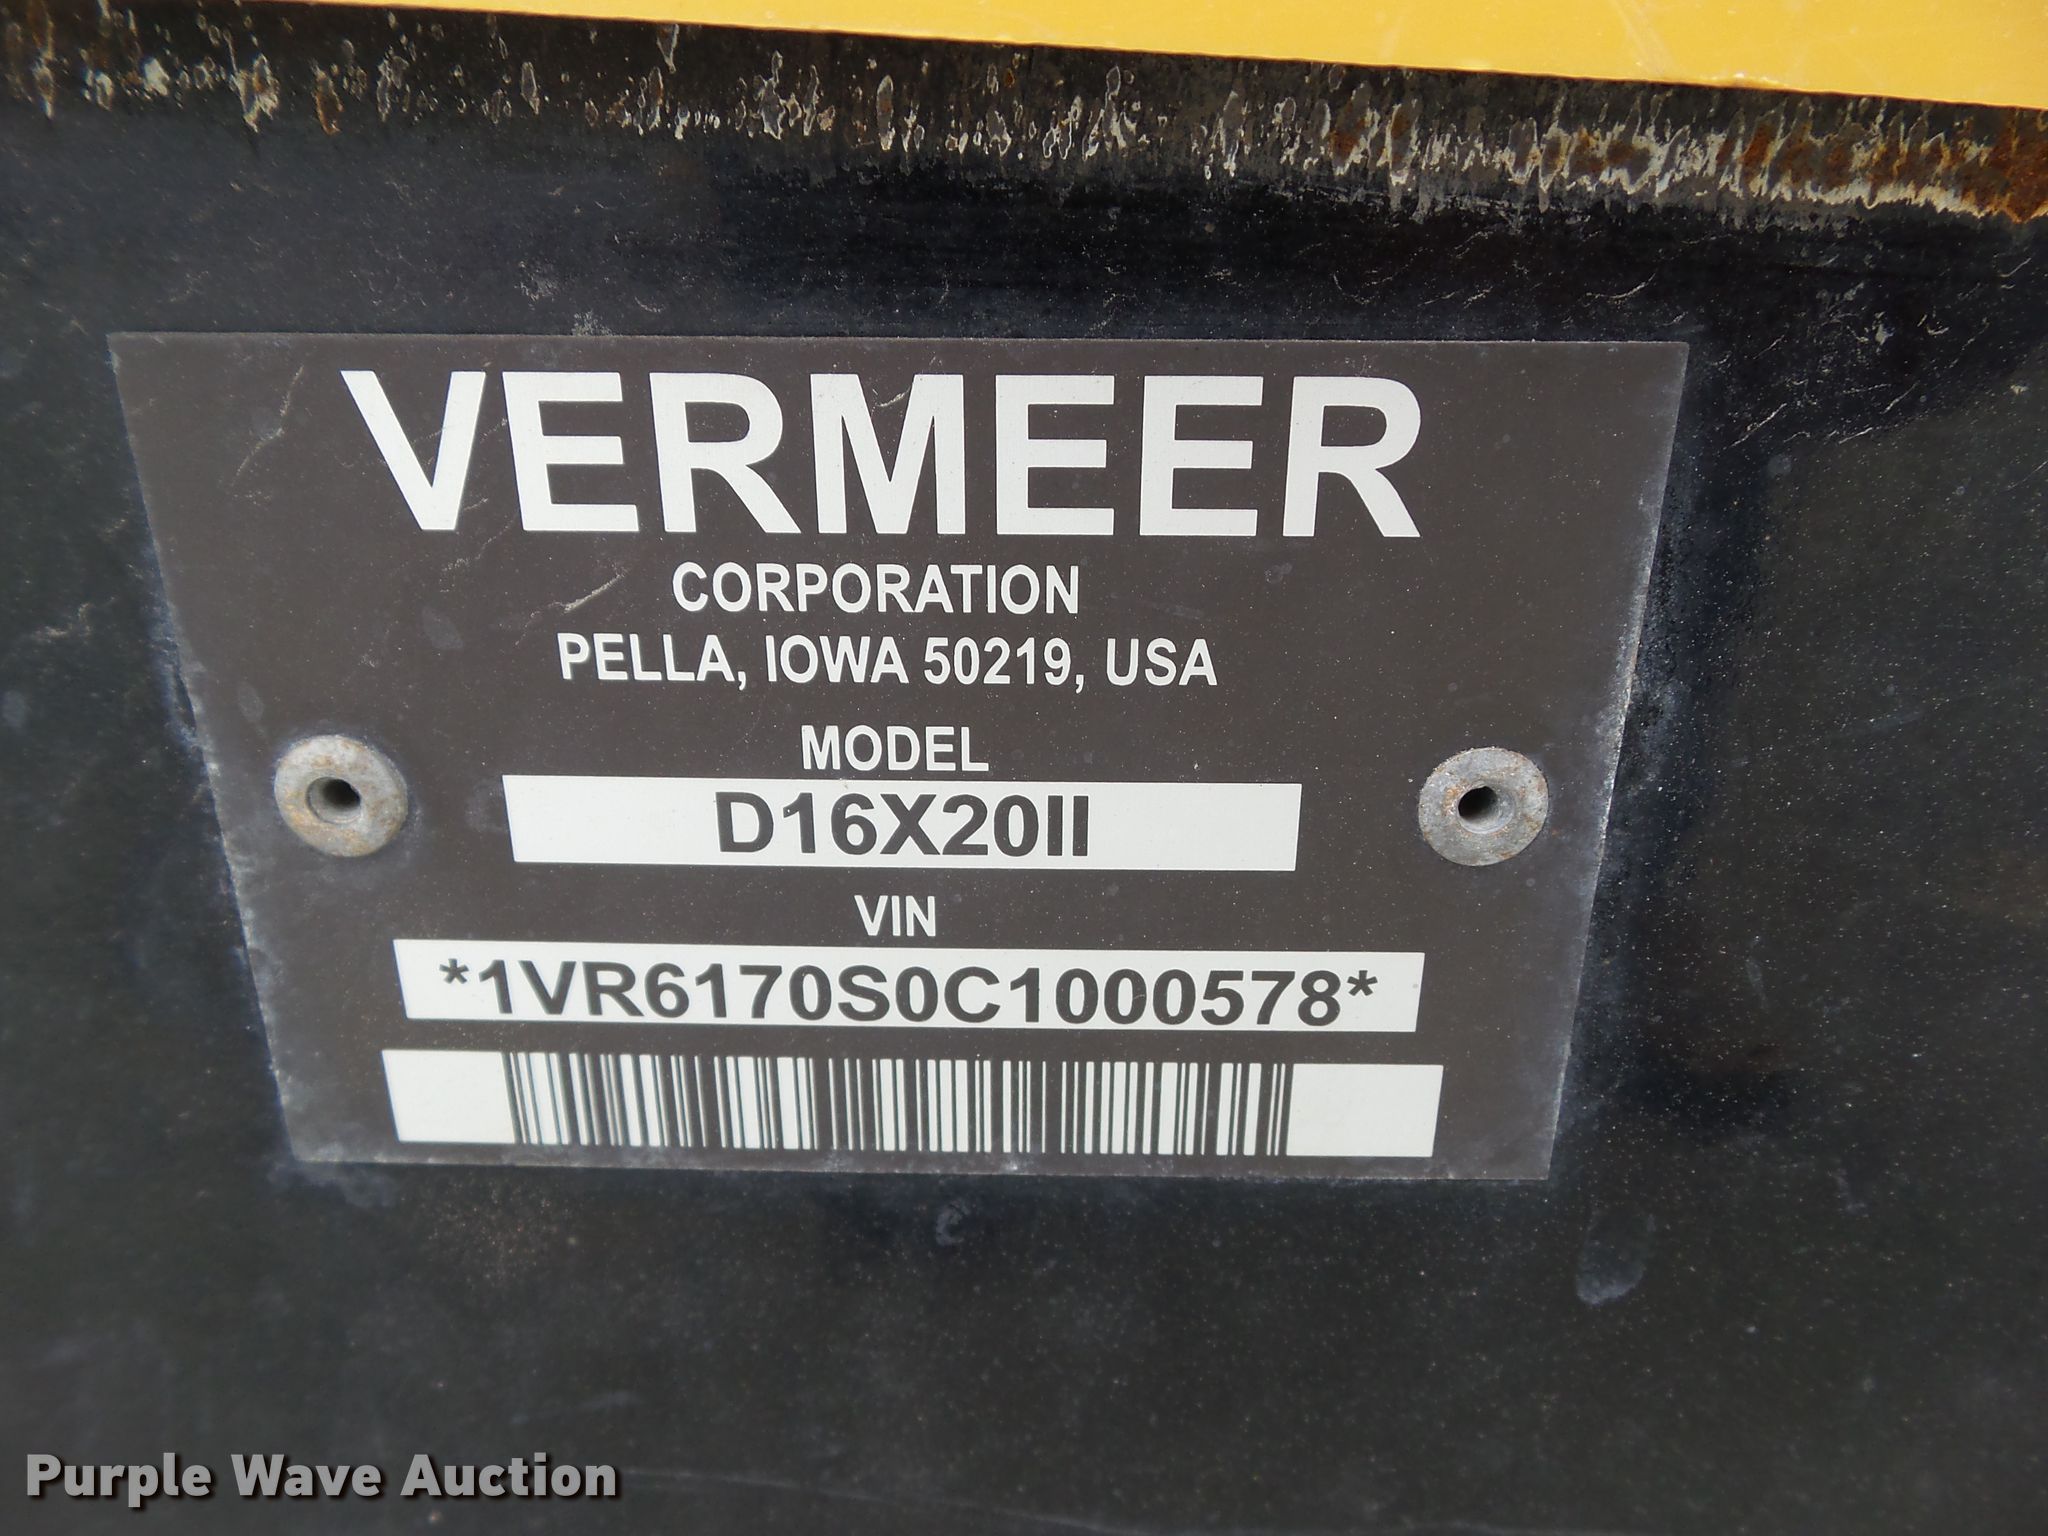 VERMEER
CORPORATION
PELLA, IOWA 50219, USA
MODEL
D16X20II
VIN
*1VR6170S0C1000578*
Purple Wave Auction